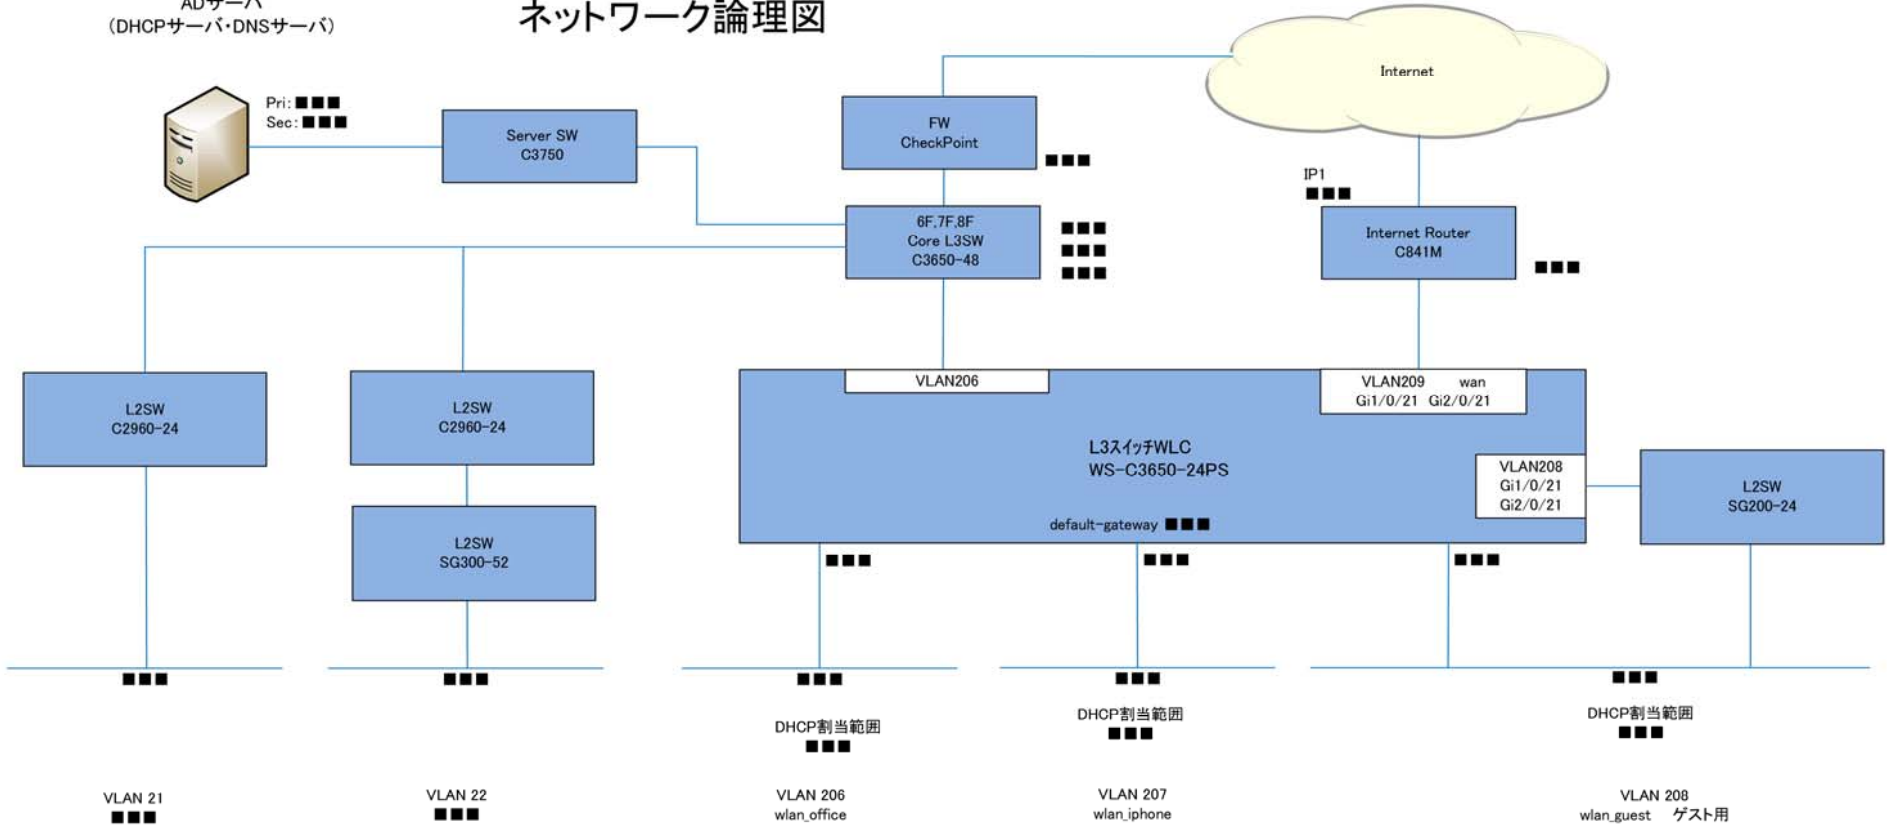 ADサーバ
(DHCPサーバ・DNSサーバ)
ネットワーク論理図
Internet
Pri: ■■■
Sec: ■■■
Server SW
C3750
FW
CheckPoint
■■■
IP1
■■■
6F,7F,8F
Core L3SW
C3650-48
■■■
■■■
■■■
Internet Router
C841M
■■■
L2SW
C2960-24
L2SW
C2960-24
VLAN206
VLAN209 wan
Gi1/0/21 Gi2/0/21
L3スイッチWLC
WS-C3650-24PS
VLAN208
Gi1/0/21
Gi2/0/21
L2SW
SG200-24
default-gateway ■■■
L2SW
SG300-52
■■■
■■■
■■■
■■■
■■■
■■■
■■■
■■■
DHCP割当範囲
■■■
DHCP割当範囲
■■■
DHCP割当範囲
■■■
VLAN 21
■■■
VLAN 22
■■■
VLAN 206
wlan_office
VLAN 207
wlan_iphone
VLAN 208
wlan_guest ゲスト用